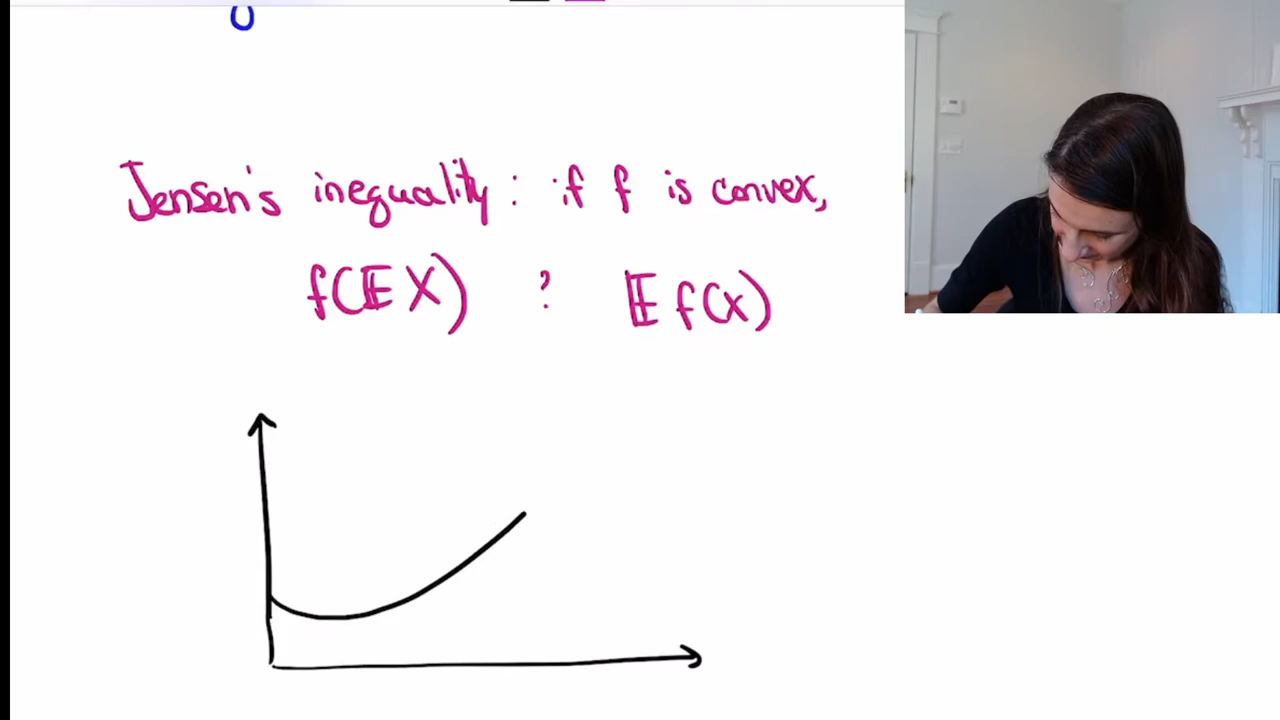 Jensen's inequality: if f is convex,
f(𝔼X) ? 𝔼f(x)